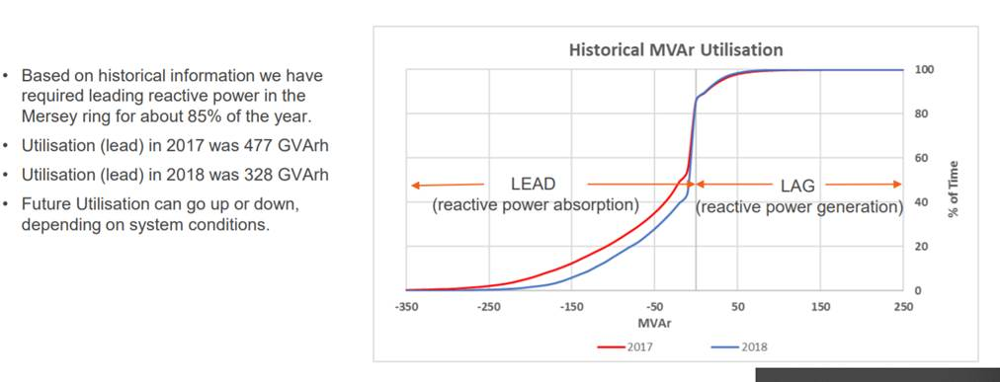 • Based on historical information we have
required leading reactive power in the
Mersey ring for about 85% of the year.
• Utilisation (lead) in 2017 was 477 GVArh
• Utilisation (lead) in 2018 was 328 GVArh
• Future Utilisation can go up or down,
depending on system conditions.
Historical MVAr Utilisation
100
80
60
40
20
0
% of Time
LEAD
(reactive power absorption)
LAG
(reactive power generation)
-350 -250 -150 -50 50 150 250
MVAr
2017 2018